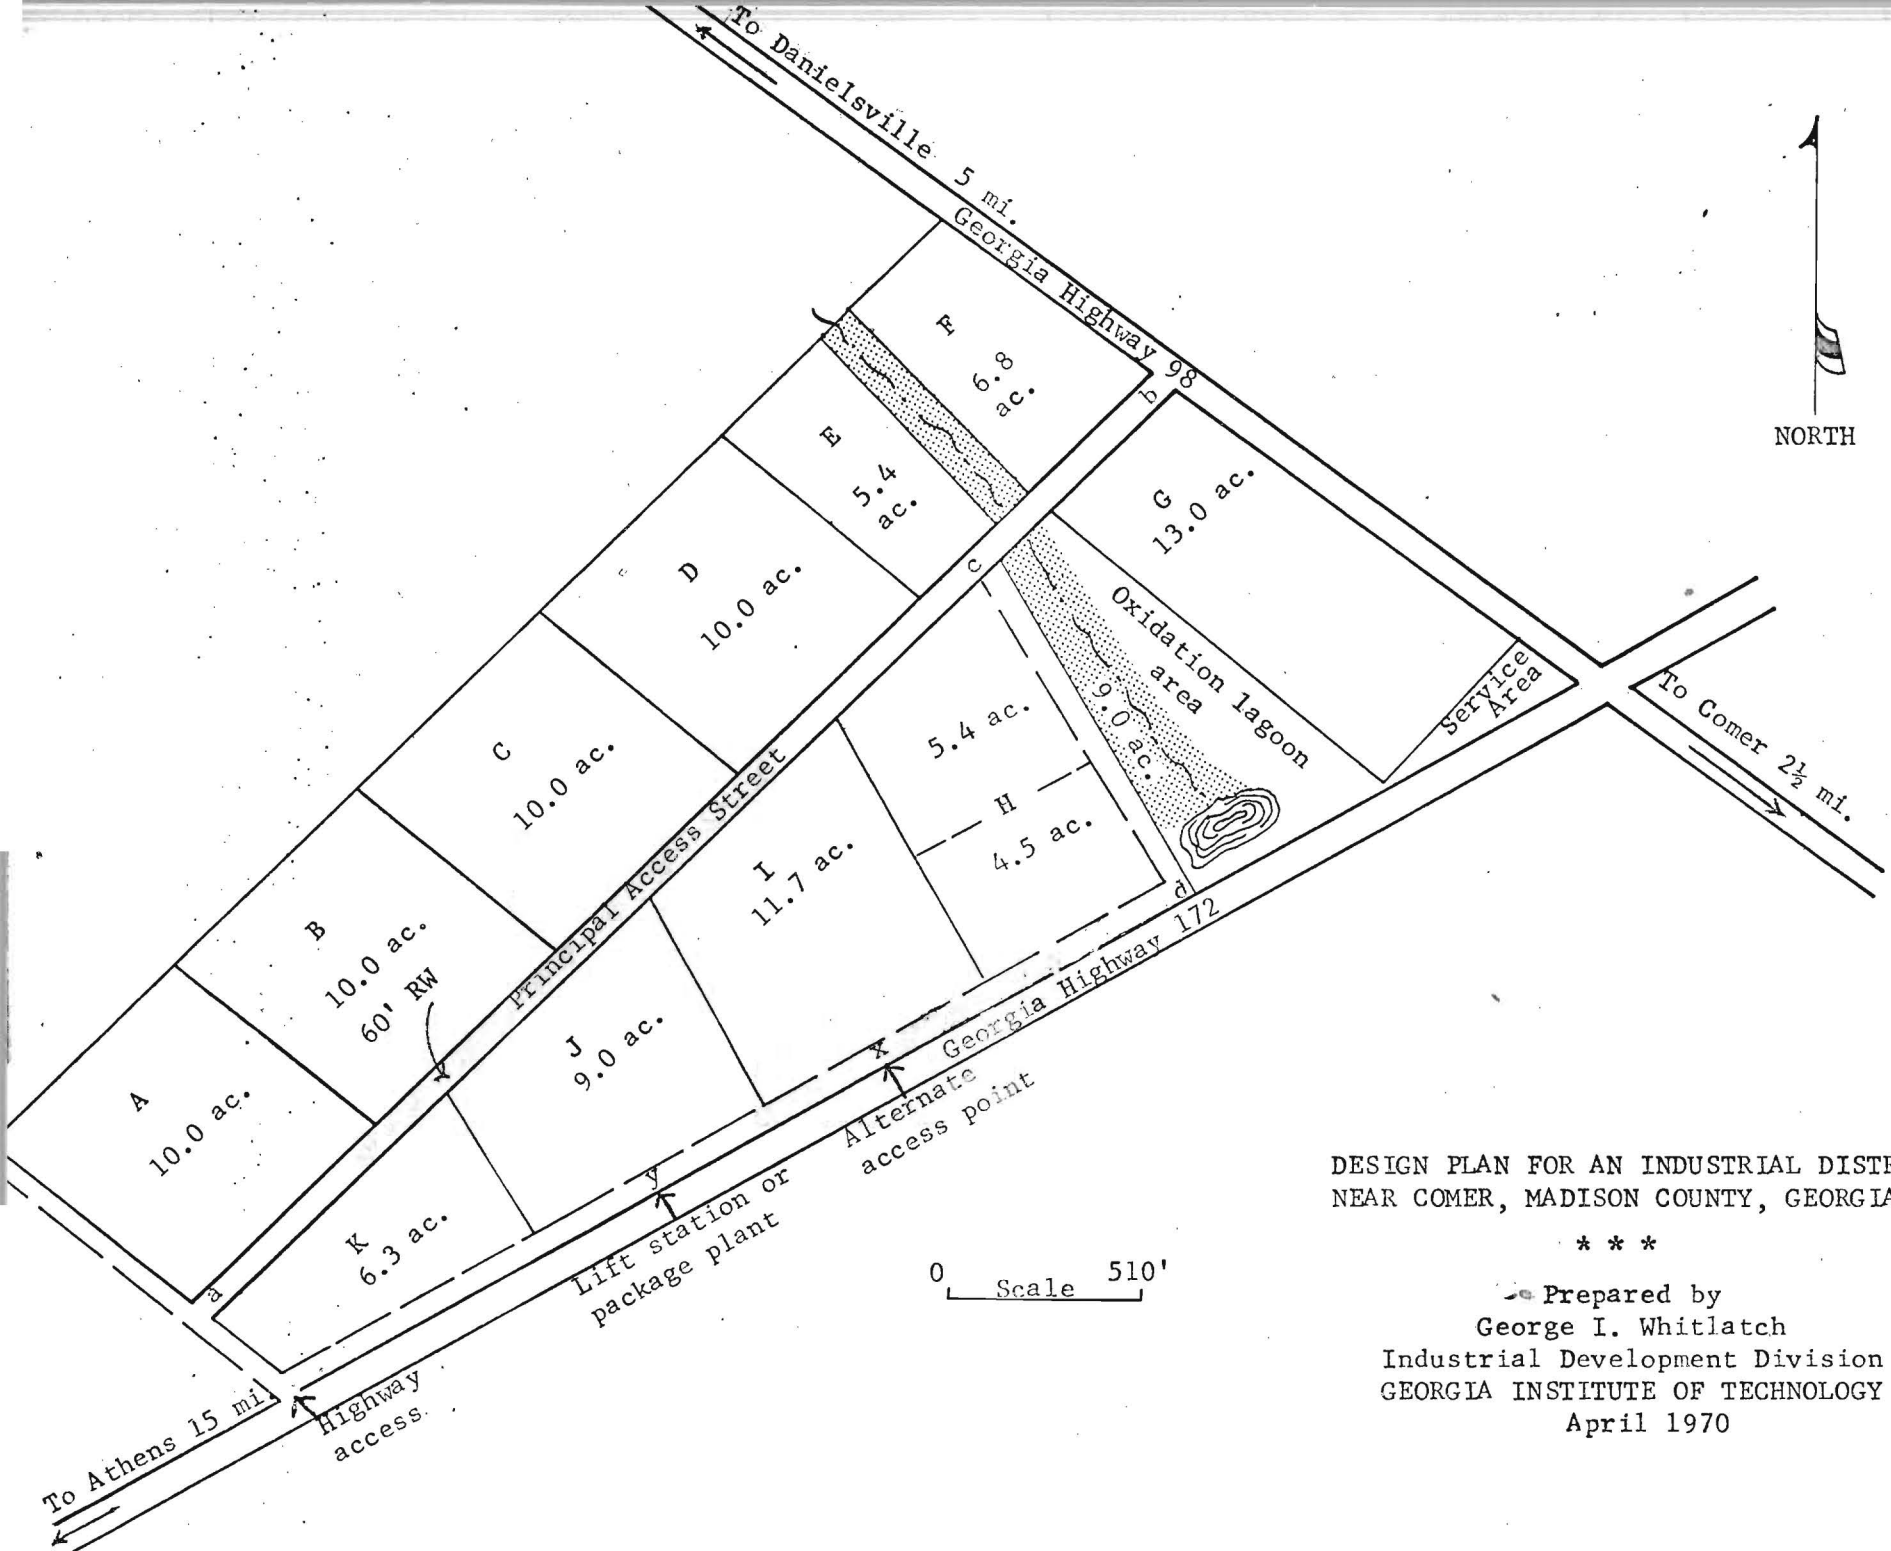 To Danielsville 5 mi.
Georgia Highway 98
NORTH
F
6.8
ac.
b
E
5.4
ac.
G
13.0 ac.
c
D
10.0 ac.
Oxidation lagoon
area
9.0 ac.
Service
Area
To Comer 2½ mi.
C
10.0 ac.
5.4 ac.
H
4.5 ac.
Principal Access Street
I
11.7 ac.
d
B
10.0 ac.
60' RW
J
9.0 ac.
x
Georgia Highway 172
Alternate
access point
A
10.0 ac.
y
Lift station or
package plant
K
6.3 ac.
a
Highway
access
To Athens 15 mi.
0 510'
Scale
DESIGN PLAN FOR AN INDUSTRIAL DISTR
NEAR COMER, MADISON COUNTY, GEORGIA
* * *
Prepared by
George I. Whitlatch
Industrial Development Division
GEORGIA INSTITUTE OF TECHNOLOGY
April 1970